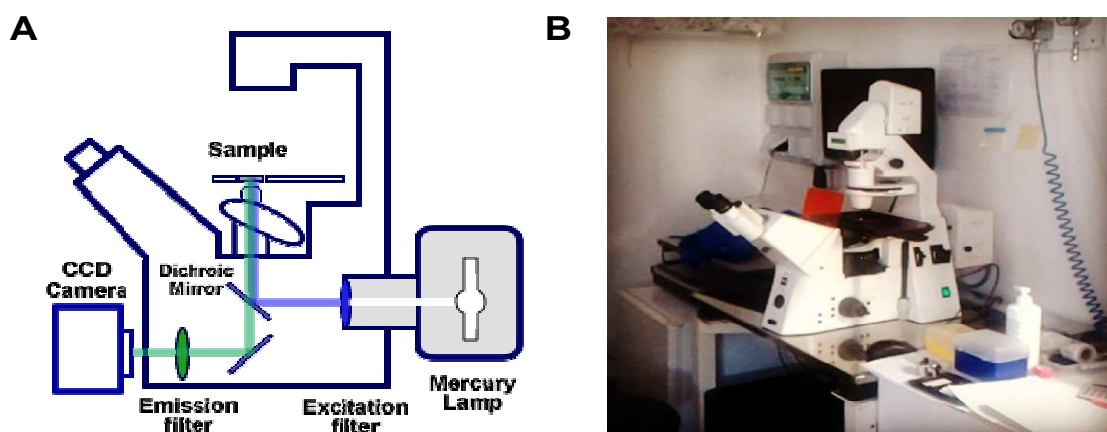 A
B
Sample
CCD
Camera
Dichroic
Mirror
Emission
filter
Excitation
filter
Mercury
Lamp